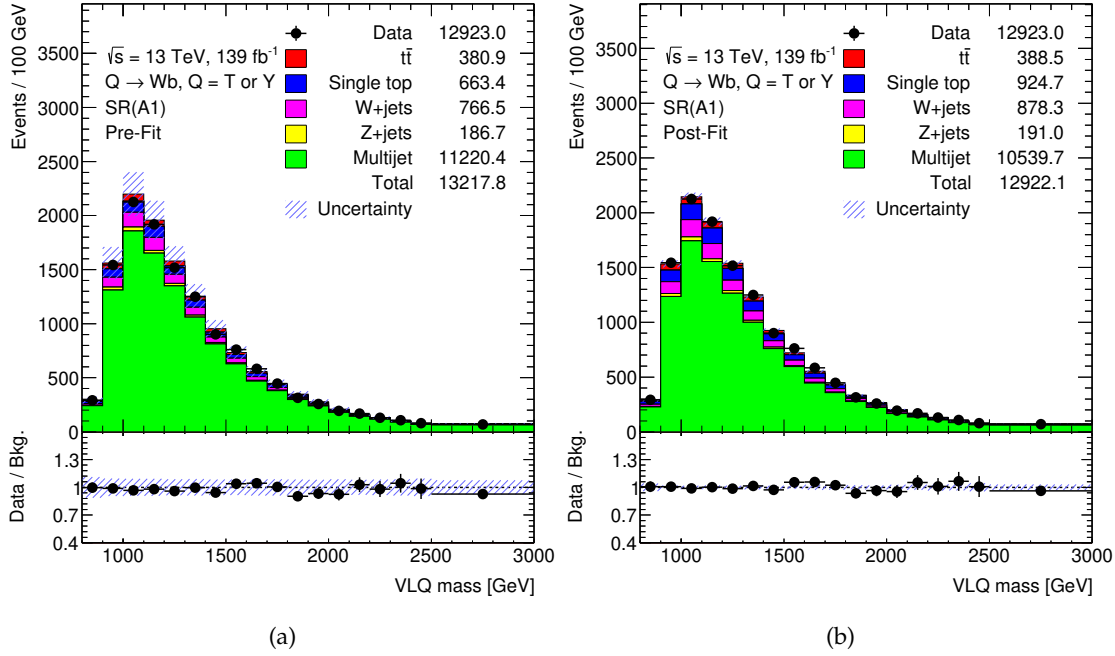 Events / 100 GeV
3500
3000
2500
2000
1500
1000
500
0
√s = 13 TeV, 139 fb⁻¹
Q → Wb, Q = T or Y
SR(A1)
Pre-Fit
Data 12923.0
tt̄ 380.9
Single top 663.4
W+jets 766.5
Z+jets 186.7
Multijet 11220.4
Total 13217.8
Uncertainty
Data / Bkg.
1.3
1
0.7
0.4
1000 1500 2000 2500 3000
VLQ mass [GeV]
(a)
Events / 100 GeV
3500
3000
2500
2000
1500
1000
500
0
√s = 13 TeV, 139 fb⁻¹
Q → Wb, Q = T or Y
SR(A1)
Post-Fit
Data 12923.0
tt̄ 388.5
Single top 924.7
W+jets 878.3
Z+jets 191.0
Multijet 10539.7
Total 12922.1
Uncertainty
Data / Bkg.
1.3
1
0.7
0.4
1000 1500 2000 2500 3000
VLQ mass [GeV]
(b)